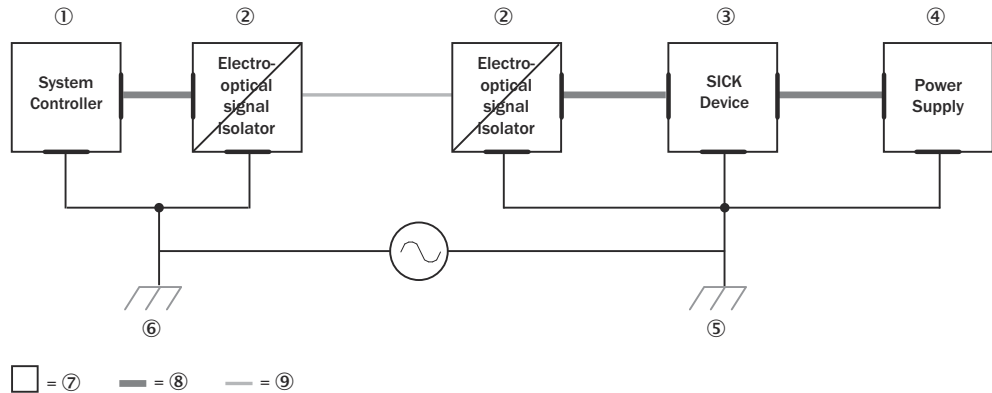 ① ② ② ③ ④
System
Controller
Electro-
optical
signal
isolator
Electro-
optical
signal
isolator
SICK
Device
Power
Supply
⑥ ⑤
= ⑦ = ⑧ = ⑨